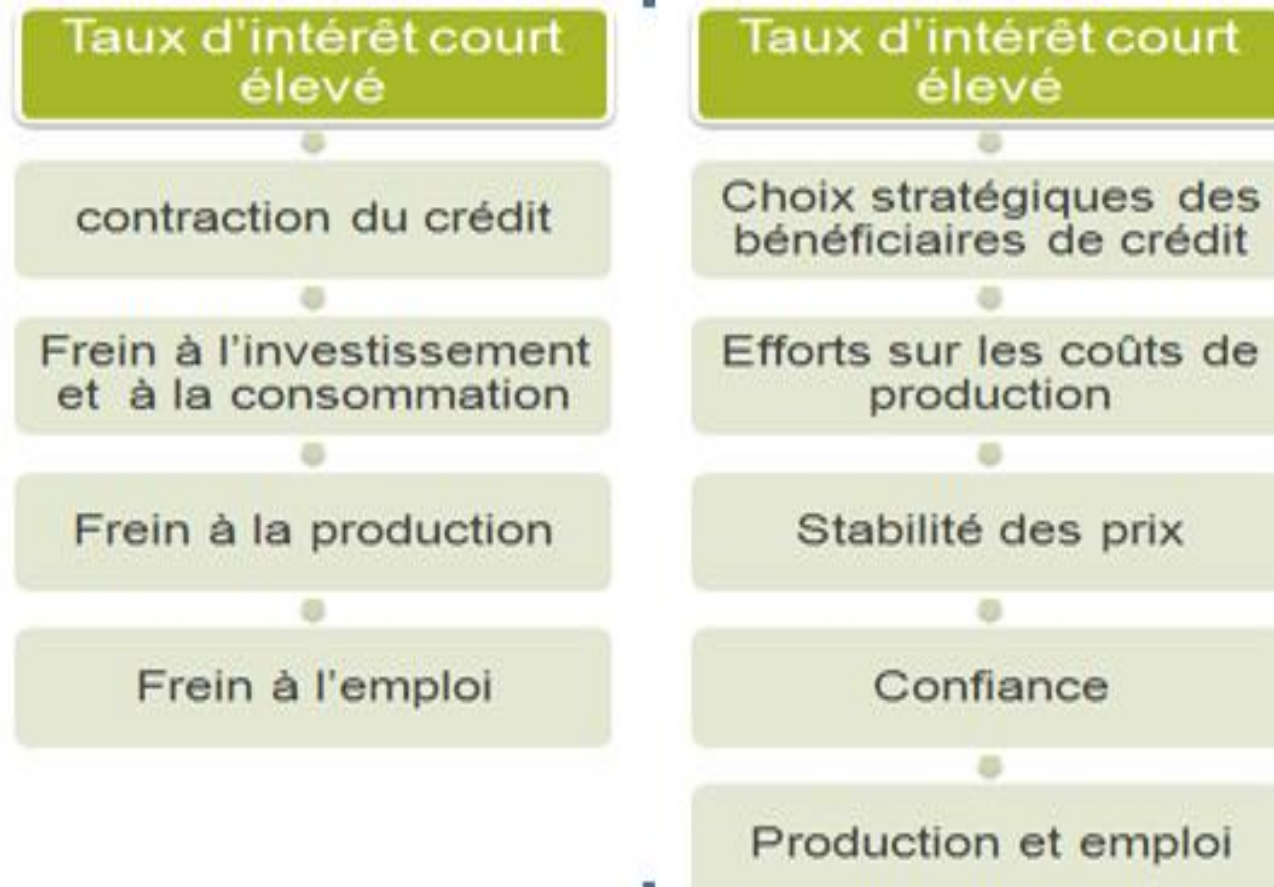 Taux d'intérêt court
élevé
contraction du crédit
Frein à l'investissement
et à la consommation
Frein à la production
Frein à l'emploi
Taux d'intérêt court
élevé
Choix stratégiques des
bénéficiaires de crédit
Efforts sur les coûts de
production
Stabilité des prix
Confiance
Production et emploi